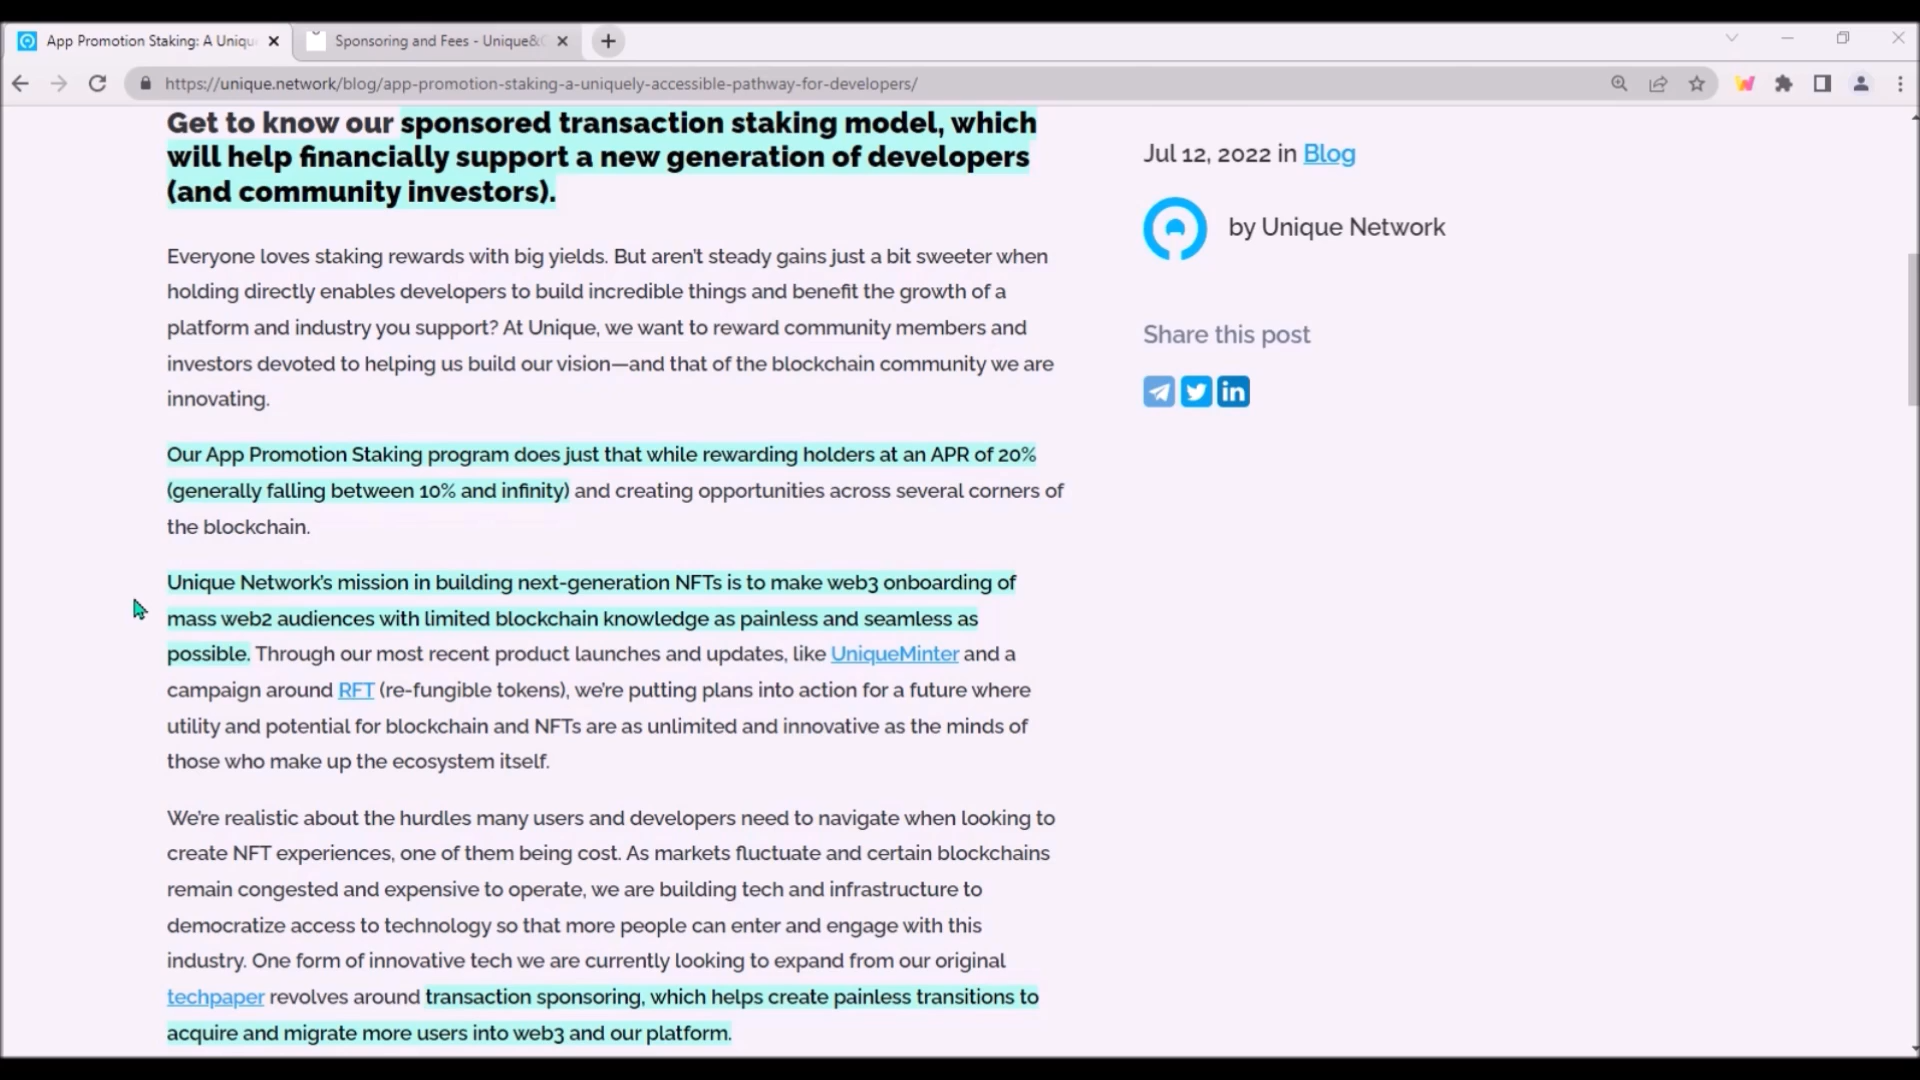 App Promotion Staking: A Uniqu
Sponsoring and Fees - Unique&
https://unique.network/blog/app-promotion-staking-a-uniquely-accessible-pathway-for-developers/
Get to know our sponsored transaction staking model, which
will help financially support a new generation of developers
(and community investors).
Everyone loves staking rewards with big yields. But aren't steady gains just a bit sweeter when
holding directly enables developers to build incredible things and benefit the growth of a
platform and industry you support? At Unique, we want to reward community members and
investors devoted to helping us build our vision—and that of the blockchain community we are
innovating.
Our App Promotion Staking program does just that while rewarding holders at an APR of 20%
(generally falling between 10% and infinity) and creating opportunities across several corners of
the blockchain.
Unique Network's mission in building next-generation NFTs is to make web3 onboarding of
mass web2 audiences with limited blockchain knowledge as painless and seamless as
possible. Through our most recent product launches and updates, like UniqueMinter and a
campaign around RFT (re-fungible tokens), we're putting plans into action for a future where
utility and potential for blockchain and NFTs are as unlimited and innovative as the minds of
those who make up the ecosystem itself.
We're realistic about the hurdles many users and developers need to navigate when looking to
create NFT experiences, one of them being cost. As markets fluctuate and certain blockchains
remain congested and expensive to operate, we are building tech and infrastructure to
democratize access to technology so that more people can enter and engage with this
industry. One form of innovative tech we are currently looking to expand from our original
techpaper revolves around transaction sponsoring, which helps create painless transitions to
acquire and migrate more users into web3 and our platform.
Jul 12, 2022 in Blog
by Unique Network
Share this post